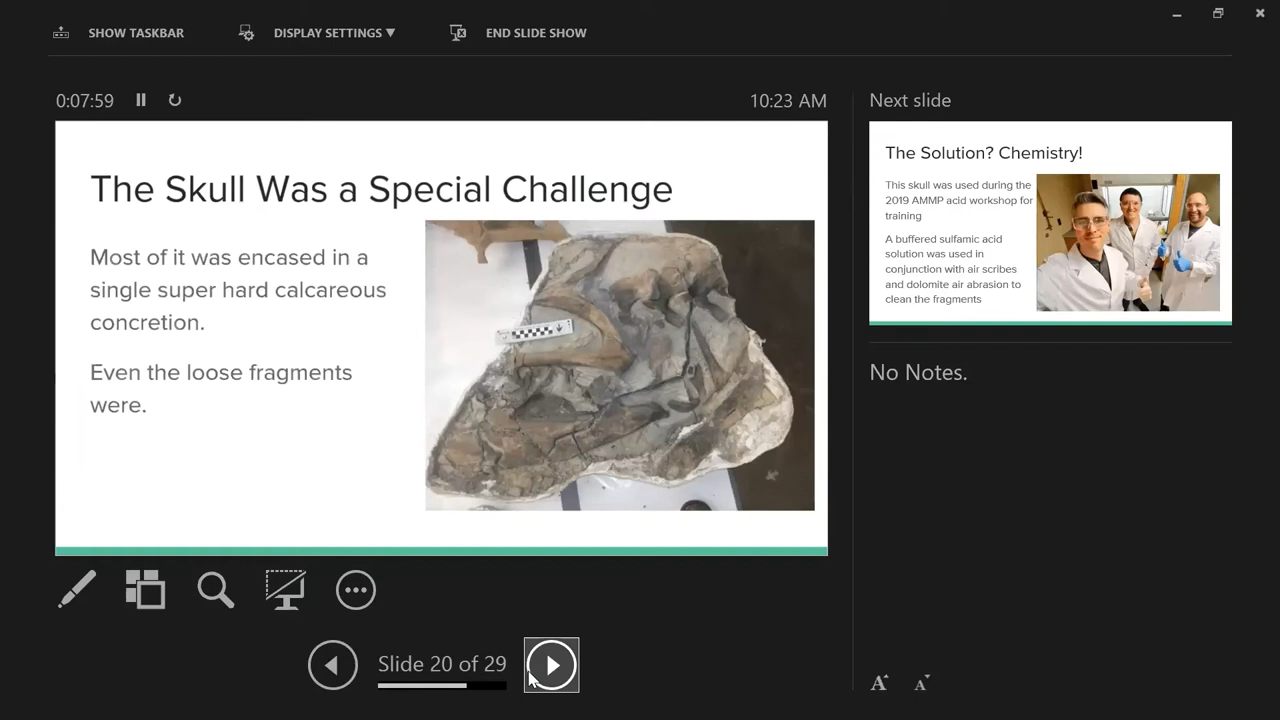 SHOW TASKBAR
DISPLAY SETTINGS ▼
END SLIDE SHOW
0:07:59
10:23 AM
The Skull Was a Special Challenge
Most of it was encased in a
single super hard calcareous
concretion.
Even the loose fragments
were.
Slide 20 of 29
Next slide
The Solution? Chemistry!
This skull was used during the
2019 AMMP acid workshop for
training
A buffered sulfamic acid
solution was used in
conjunction with air scribes
and dolomite air abrasion to
clean the fragments
No Notes.
A A